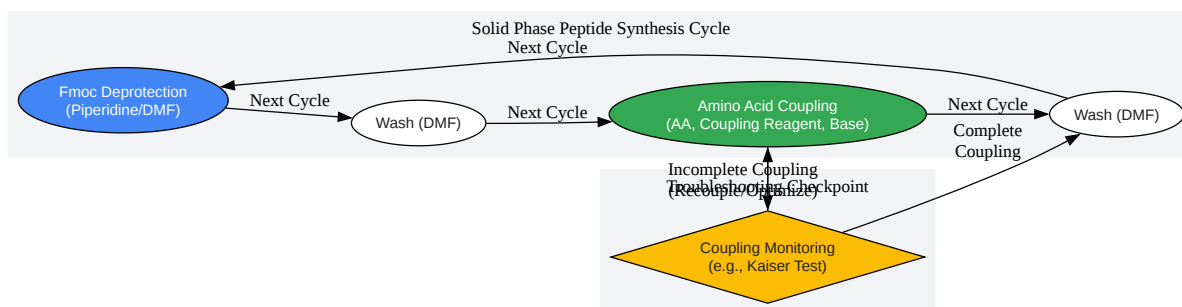 Solid Phase Peptide Synthesis Cycle
Next Cycle
Fmoc Deprotection
(Piperidine/DMF)
Next Cycle
Wash (DMF)
Next Cycle
Amino Acid Coupling
(AA, Coupling Reagent, Base)
Next Cycle
Wash (DMF)
Complete
Coupling
Incomplete Coupling
(Recouple/Optimize)
Troubleshooting Checkpoint
Coupling Monitoring
(e.g., Kaiser Test)